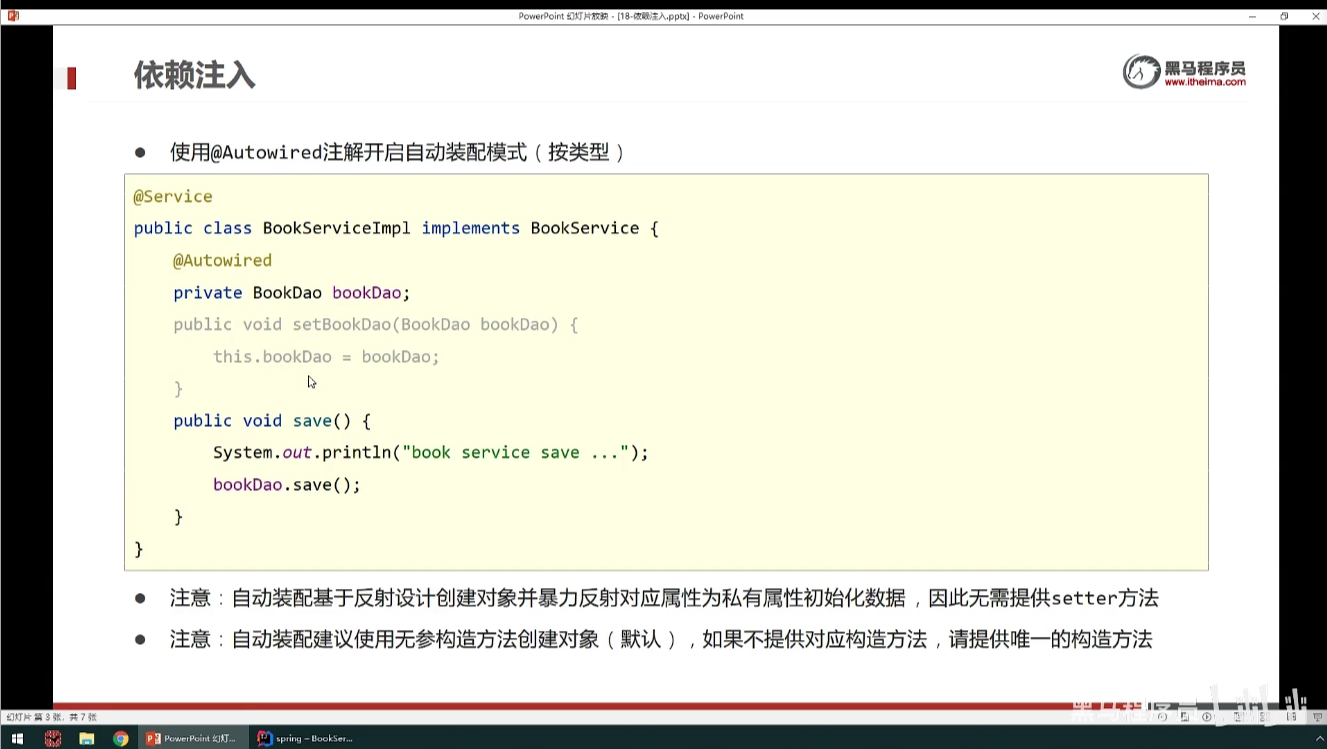 PowerPoint 幻灯片放映 - [18-依赖注入.pptx] - PowerPoint
依赖注入
黑马程序员
www.itheima.com
● 使用@Autowired注解开启自动装配模式（按类型）
@Service
public class BookServiceImpl implements BookService {
    @Autowired
    private BookDao bookDao;
    public void setBookDao(BookDao bookDao) {
        this.bookDao = bookDao;
    }
    public void save() {
        System.out.println("book service save ...");
        bookDao.save();
    }
}
● 注意：自动装配基于反射设计创建对象并暴力反射对应属性为私有属性初始化数据，因此无需提供setter方法
● 注意：自动装配建议使用无参构造方法创建对象（默认），如果不提供对应构造方法，请提供唯一的构造方法
幻灯片 第 3 张，共 7 张
黑马程序员
PowerPoint 幻灯...
spring – BookSer...